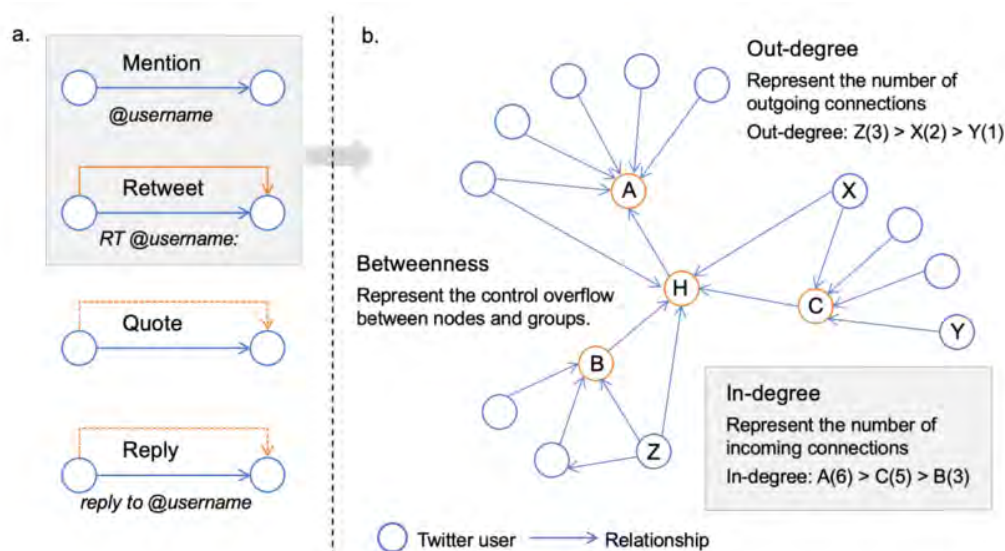 a.
Mention
@username
Retweet
RT @username:
Quote
Reply
reply to @username
b.
Out-degree
Represent the number of
outgoing connections
Out-degree: Z(3) > X(2) > Y(1)
A
X
Betweenness
Represent the control overflow
between nodes and groups.
H
C
Y
B
Z
In-degree
Represent the number of
incoming connections
In-degree: A(6) > C(5) > B(3)
Twitter user
Relationship